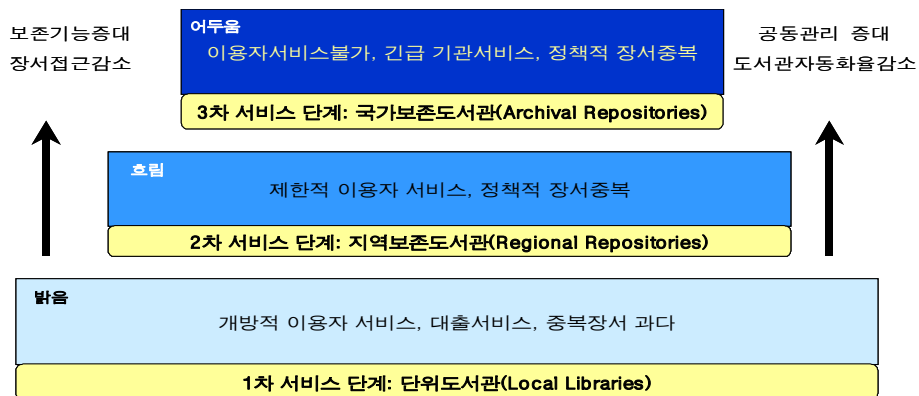 보존기능증대
장서접근감소
어두움
이용자서비스불가, 긴급 기관서비스, 정책적 장서중복
3차 서비스 단계: 국가보존도서관(Archival Repositories)
공동관리 증대
도서관자동화율감소
흐림
제한적 이용자 서비스, 정책적 장서중복
2차 서비스 단계: 지역보존도서관(Regional Repositories)
밝음
개방적 이용자 서비스, 대출서비스, 중복장서 과다
1차 서비스 단계: 단위도서관(Local Libraries)